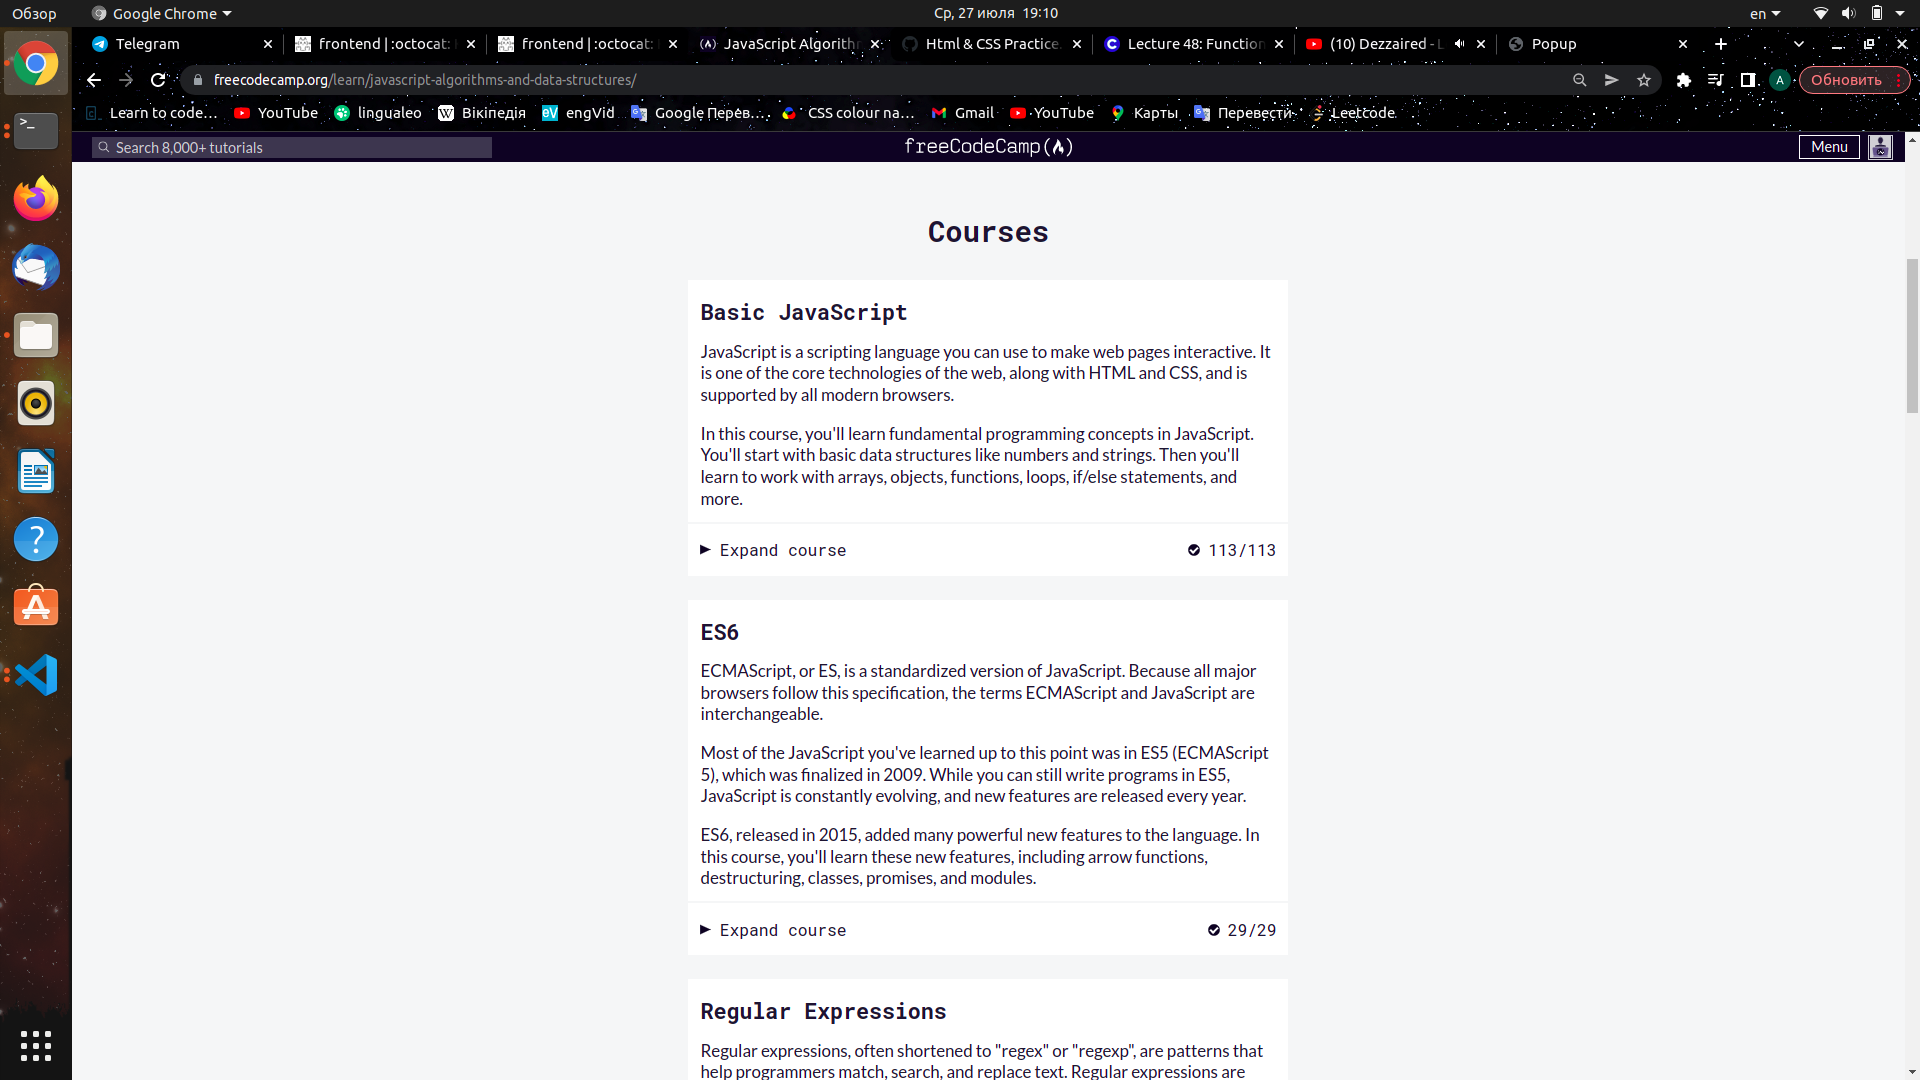 Обзор
Google Chrome
Ср, 27 июля 19:10
en
Telegram
frontend | :octocat:
frontend | :octocat:
JavaScript Algorith
Html & CSS Practice
Lecture 48: Function
(10) Dezzaired - L
Popup
freecodecamp.org/learn/javascript-algorithms-and-data-structures/
A
Обновить
Learn to code...
YouTube
lingualeo
Вікіпедія
engVid
Google Перев...
CSS colour na...
Gmail
YouTube
Карты
Перевести
Leetcode
Search 8,000+ tutorials
freeCodeCamp
Menu
Courses
Basic JavaScript
JavaScript is a scripting language you can use to make web pages interactive. It
is one of the core technologies of the web, along with HTML and CSS, and is
supported by all modern browsers.
In this course, you'll learn fundamental programming concepts in JavaScript.
You'll start with basic data structures like numbers and strings. Then you'll
learn to work with arrays, objects, functions, loops, if/else statements, and
more.
Expand course
113/113
ES6
ECMAScript, or ES, is a standardized version of JavaScript. Because all major
browsers follow this specification, the terms ECMAScript and JavaScript are
interchangeable.
Most of the JavaScript you've learned up to this point was in ES5 (ECMAScript
5), which was finalized in 2009. While you can still write programs in ES5,
JavaScript is constantly evolving, and new features are released every year.
ES6, released in 2015, added many powerful new features to the language. In
this course, you'll learn these new features, including arrow functions,
destructuring, classes, promises, and modules.
Expand course
29/29
Regular Expressions
Regular expressions, often shortened to "regex" or "regexp", are patterns that
help programmers match, search, and replace text. Regular expressions are